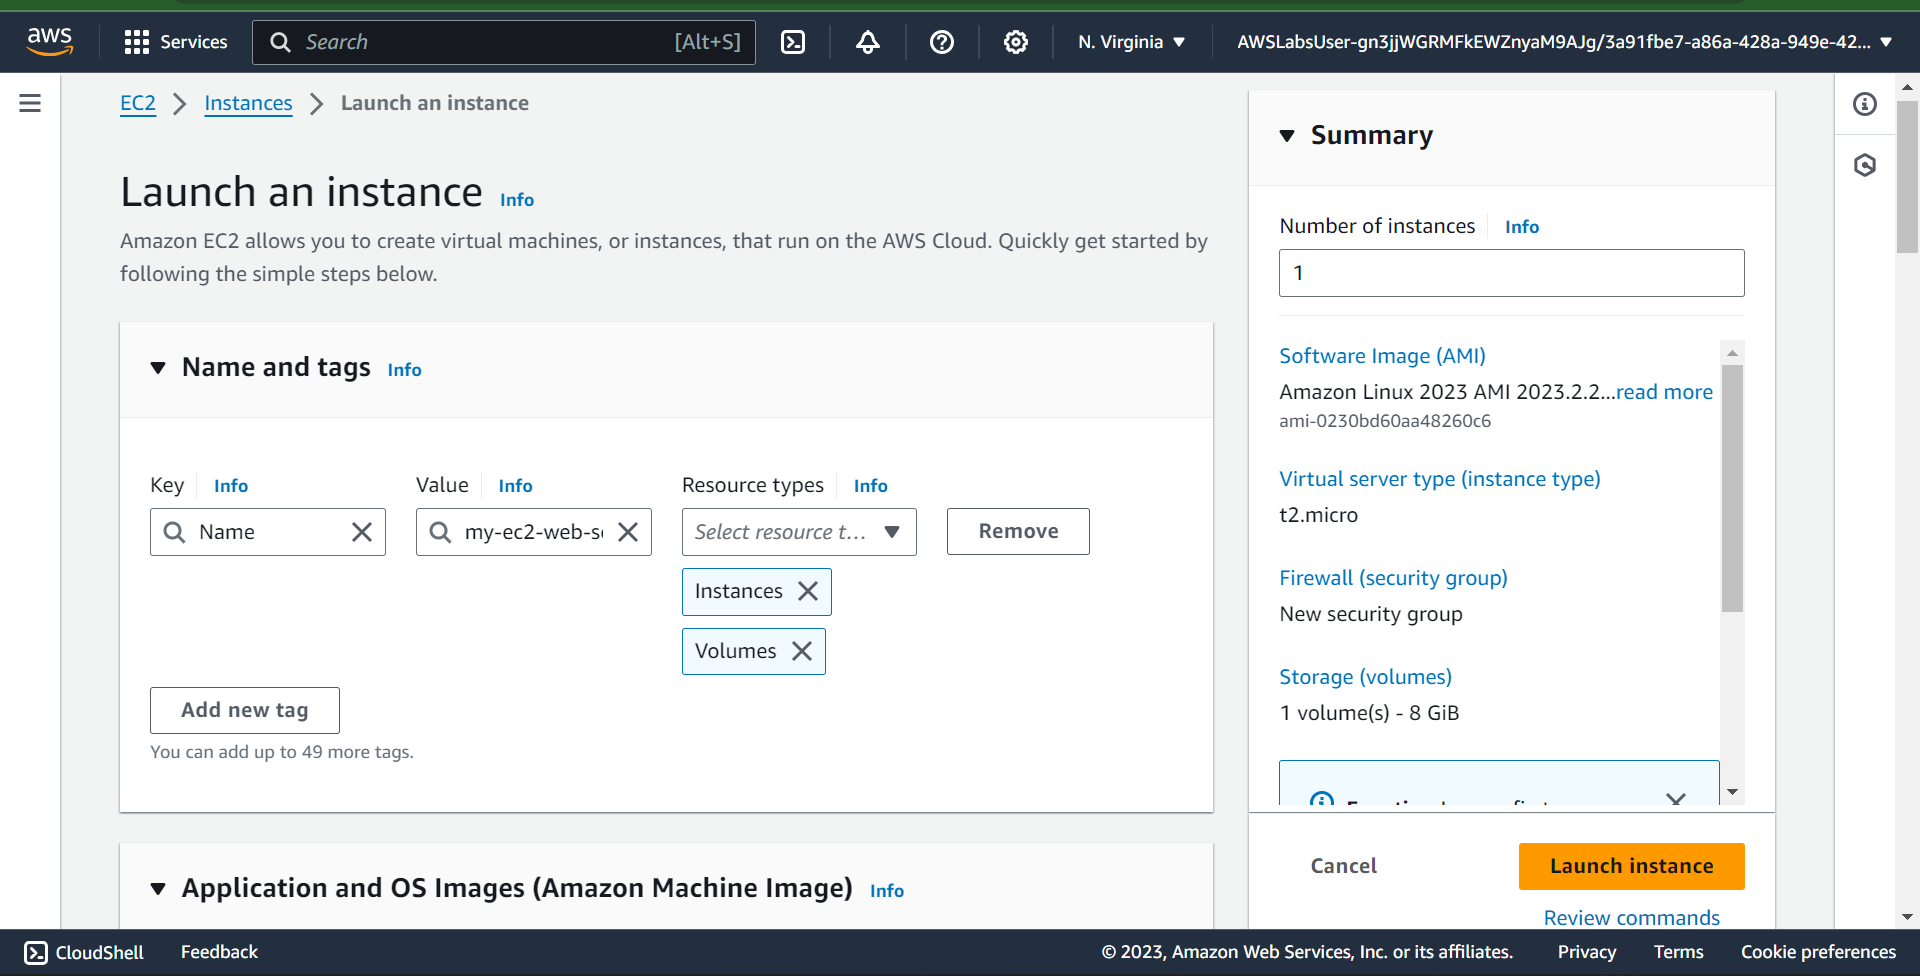 aws
Services
Search
[Alt+S]
N. Virginia
AWSLabsUser-gn3jjWGRMFkEWZnyaM9AJg/3a91fbe7-a86a-428a-949e-42...
EC2
Instances
Launch an instance
Launch an instance
Info
Amazon EC2 allows you to create virtual machines, or instances, that run on the AWS Cloud. Quickly get started by
following the simple steps below.
Name and tags
Info
Key
Info
Value
Info
Resource types
Info
Name
my-ec2-web-s
Select resource t...
Remove
Instances
Volumes
Add new tag
You can add up to 49 more tags.
Application and OS Images (Amazon Machine Image)
Info
Summary
Number of instances
Info
1
Software Image (AMI)
Amazon Linux 2023 AMI 2023.2.2...read more
ami-0230bd60aa48260c6
Virtual server type (instance type)
t2.micro
Firewall (security group)
New security group
Storage (volumes)
1 volume(s) - 8 GiB
Cancel
Launch instance
Review commands
CloudShell
Feedback
© 2023, Amazon Web Services, Inc. or its affiliates.
Privacy
Terms
Cookie preferences